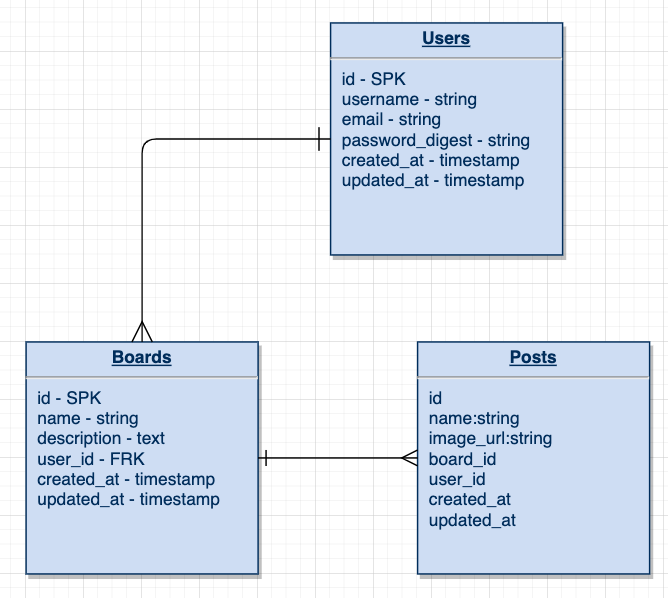 Users
id - SPK
username - string
email - string
password_digest - string
created_at - timestamp
updated_at - timestamp
Boards
id - SPK
name - string
description - text
user_id - FRK
created_at - timestamp
updated_at - timestamp
Posts
id
name:string
image_url:string
board_id
user_id
created_at
updated_at